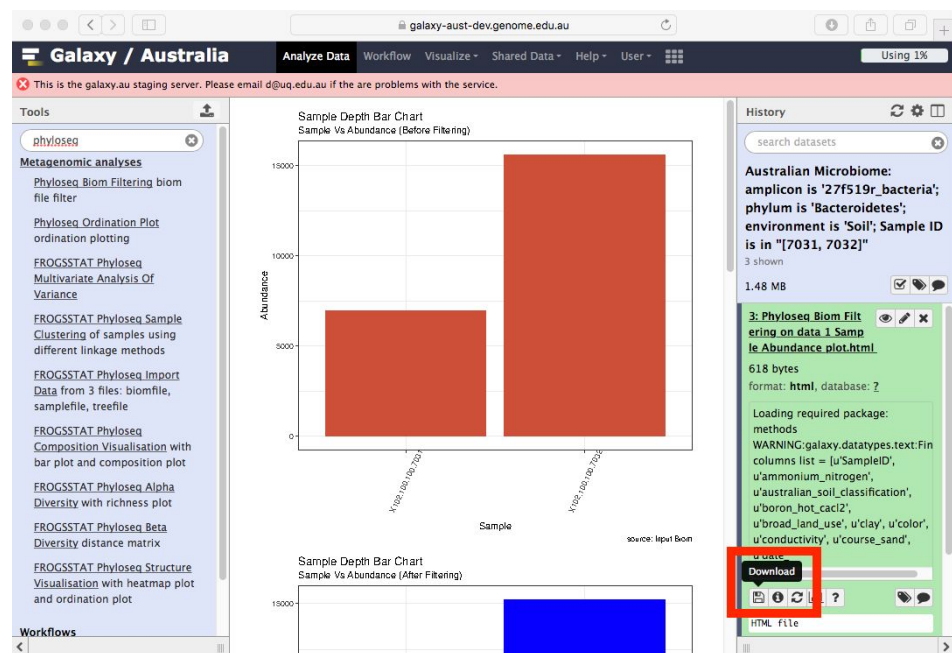 galaxy-aust-dev.genome.edu.au
Galaxy / Australia
Analyze Data Workflow Visualize Shared Data Help User
Using 1%
This is the galaxy.au staging server. Please email d@uq.edu.au if the are problems with the service.
Tools
phyloseq
Metagenomic analyses
Phyloseq Biom Filtering biom
file filter
Phyloseq Ordination Plot
ordination plotting
FROGSSTAT Phyloseq
Multivariate Analysis Of
Variance
FROGSSTAT Phyloseq Sample
Clustering of samples using
different linkage methods
FROGSSTAT Phyloseq Import
Data from 3 files: biomfile,
samplefile, treefile
FROGSSTAT Phyloseq
Composition Visualisation with
bar plot and composition plot
FROGSSTAT Phyloseq Alpha
Diversity with richness plot
FROGSSTAT Phyloseq Beta
Diversity distance matrix
FROGSSTAT Phyloseq Structure
Visualisation with heatmap plot
and ordination plot
Workflows
Sample Depth Bar Chart
Sample Vs Abundance (Before Filtering)
15000
10000
5000
0
Abundance
X102.100.100.7031
X102.100.100.7032
Sample
source: Input Biom
Sample Depth Bar Chart
Sample Vs Abundance (After Filtering)
15000
History
search datasets
Australian Microbiome:
amplicon is '27f519r_bacteria';
phylum is 'Bacteroidetes';
environment is 'Soil'; Sample ID
is in "[7031, 7032]"
3 shown
1.48 MB
3: Phyloseq Biom Filt
ering on data 1 Samp
le Abundance plot.html
618 bytes
format: html, database: ?
Loading required package:
methods
WARNING:galaxy.datatypes.text:Fin
columns list = [u'SampleID',
u'ammonium_nitrogen',
u'australian_soil_classification',
u'boron_hot_cacl2',
u'broad_land_use', u'clay', u'color',
u'conductivity', u'course_sand',
Download
?
HTML file